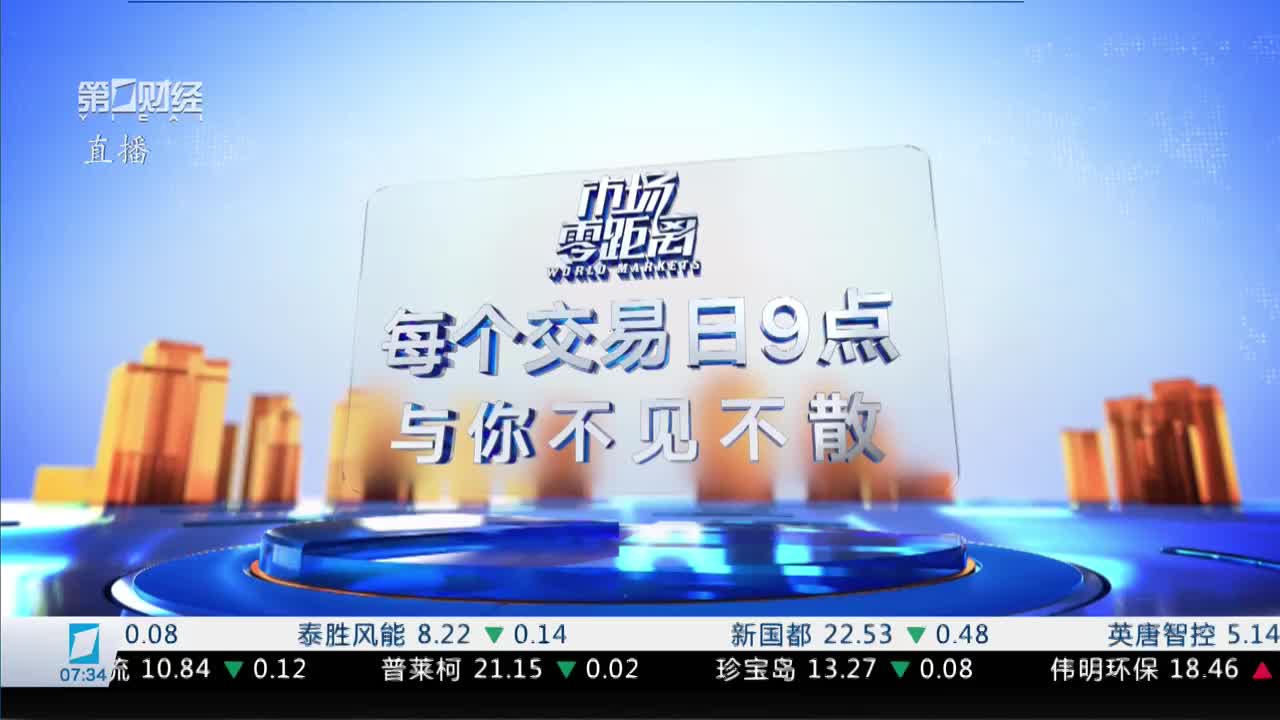 第一财经
YICAI
直播
市场
零距离
WORLD MARKETS
每个交易日9点
与你不见不散
0.08 泰胜风能 8.22 ▼ 0.14 新国都 22.53 ▼ 0.48 英唐智控 5.14
07:34
流 10.84 ▼ 0.12 普莱柯 21.15 ▼ 0.02 珍宝岛 13.27 ▼ 0.08 伟明环保 18.46 ▲